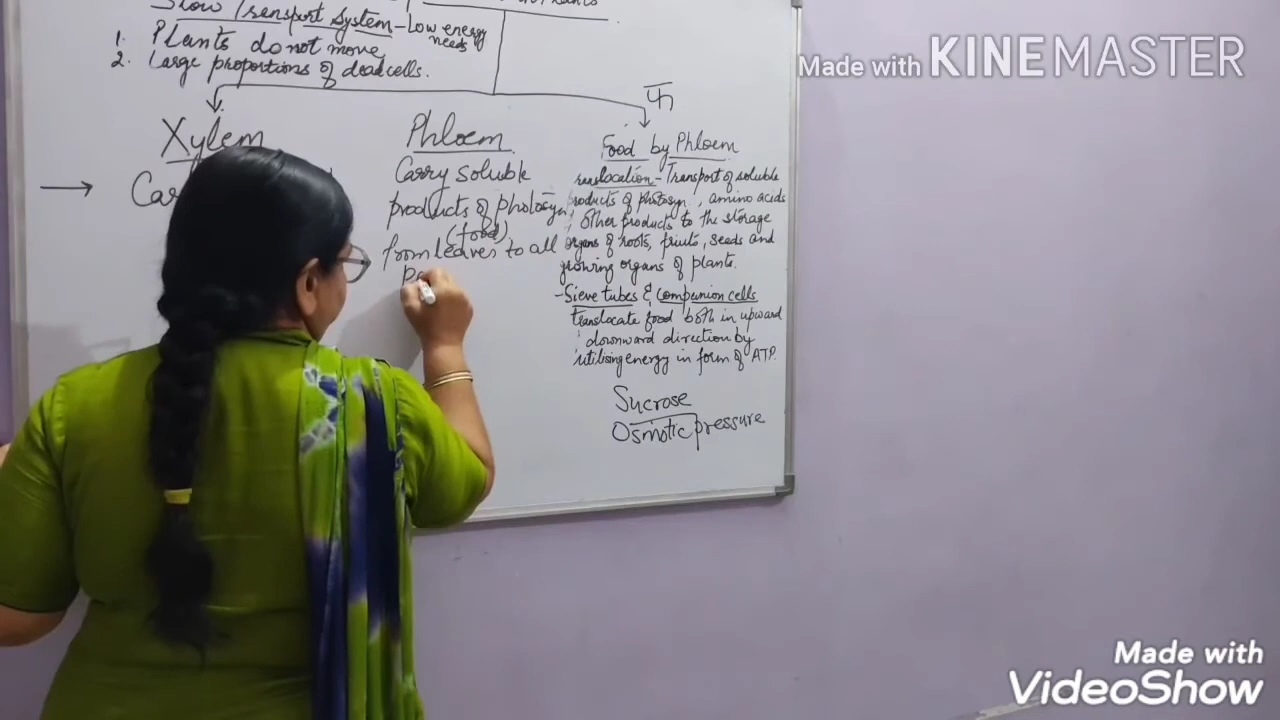 Slow Transport System - Low energy needs
1. Plants do not move
2. Large proportions of dead cells.
Xylem
Phloem
Carry soluble
products of photosyn
(food)
from leaves to all
Food by Phloem
Translocation - Transport of soluble
products of photosyn, amino acids
Other products to the storage
organs of roots, fruits, seeds and
growing organs of plants.
- Sieve tubes & Companion cells
translocate food both in upward
downward direction by
utilising energy in form of ATP.
Sucrose
Osmotic pressure
Made with KINEMASTER
Made with
VideoShow